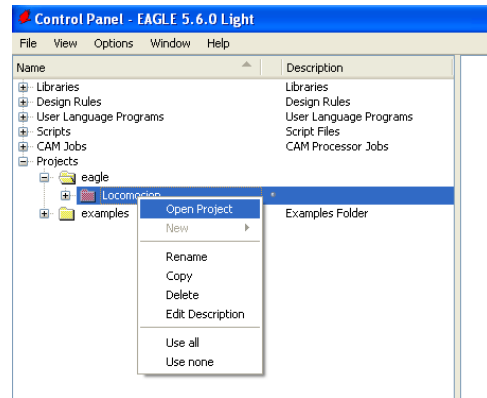 Control Panel - EAGLE 5.6.0 Light
File View Options Window Help
Name Description
Libraries Libraries
Design Rules Design Rules
User Language Programs User Language Programs
Scripts Script Files
CAM Jobs CAM Processor Jobs
Projects
eagle
Locomocion
examples Examples Folder
Open Project
New
Rename
Copy
Delete
Edit Description
Use all
Use none